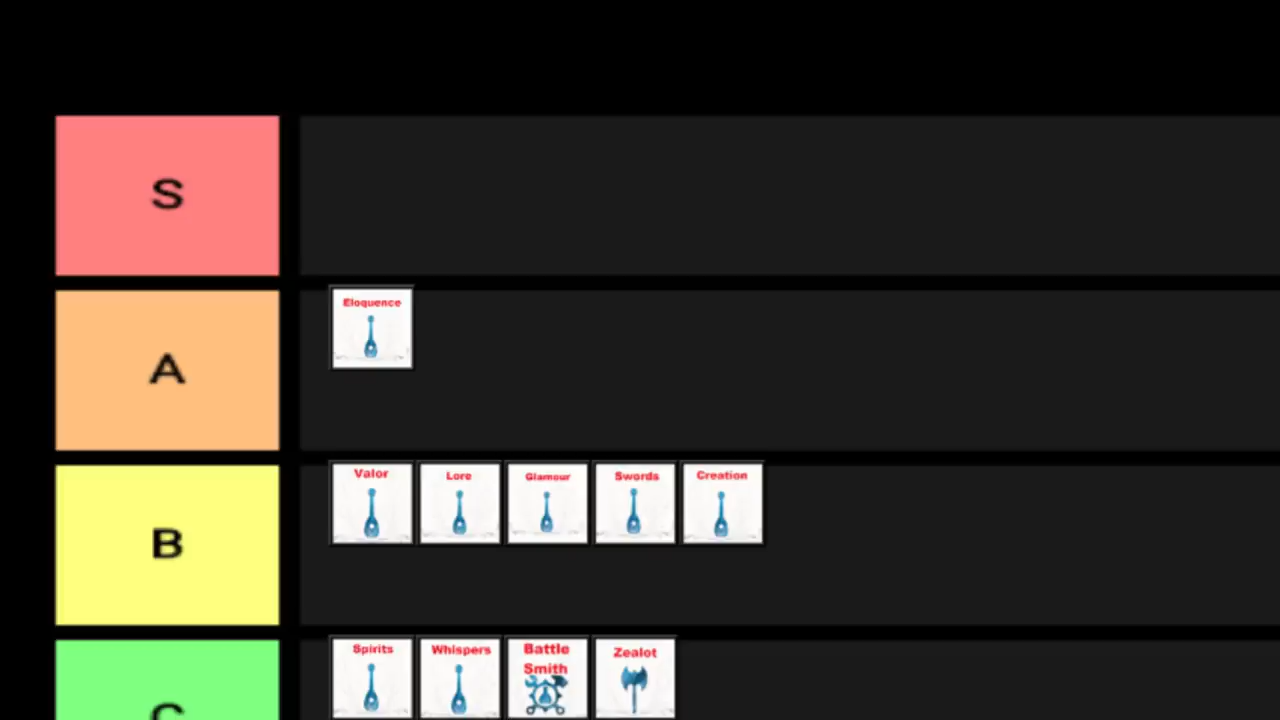 S
A
Eloquence
B
Valor
Lore
Glamour
Swords
Creation
C
Spirits
Whispers
Battle
Smith
Zealot